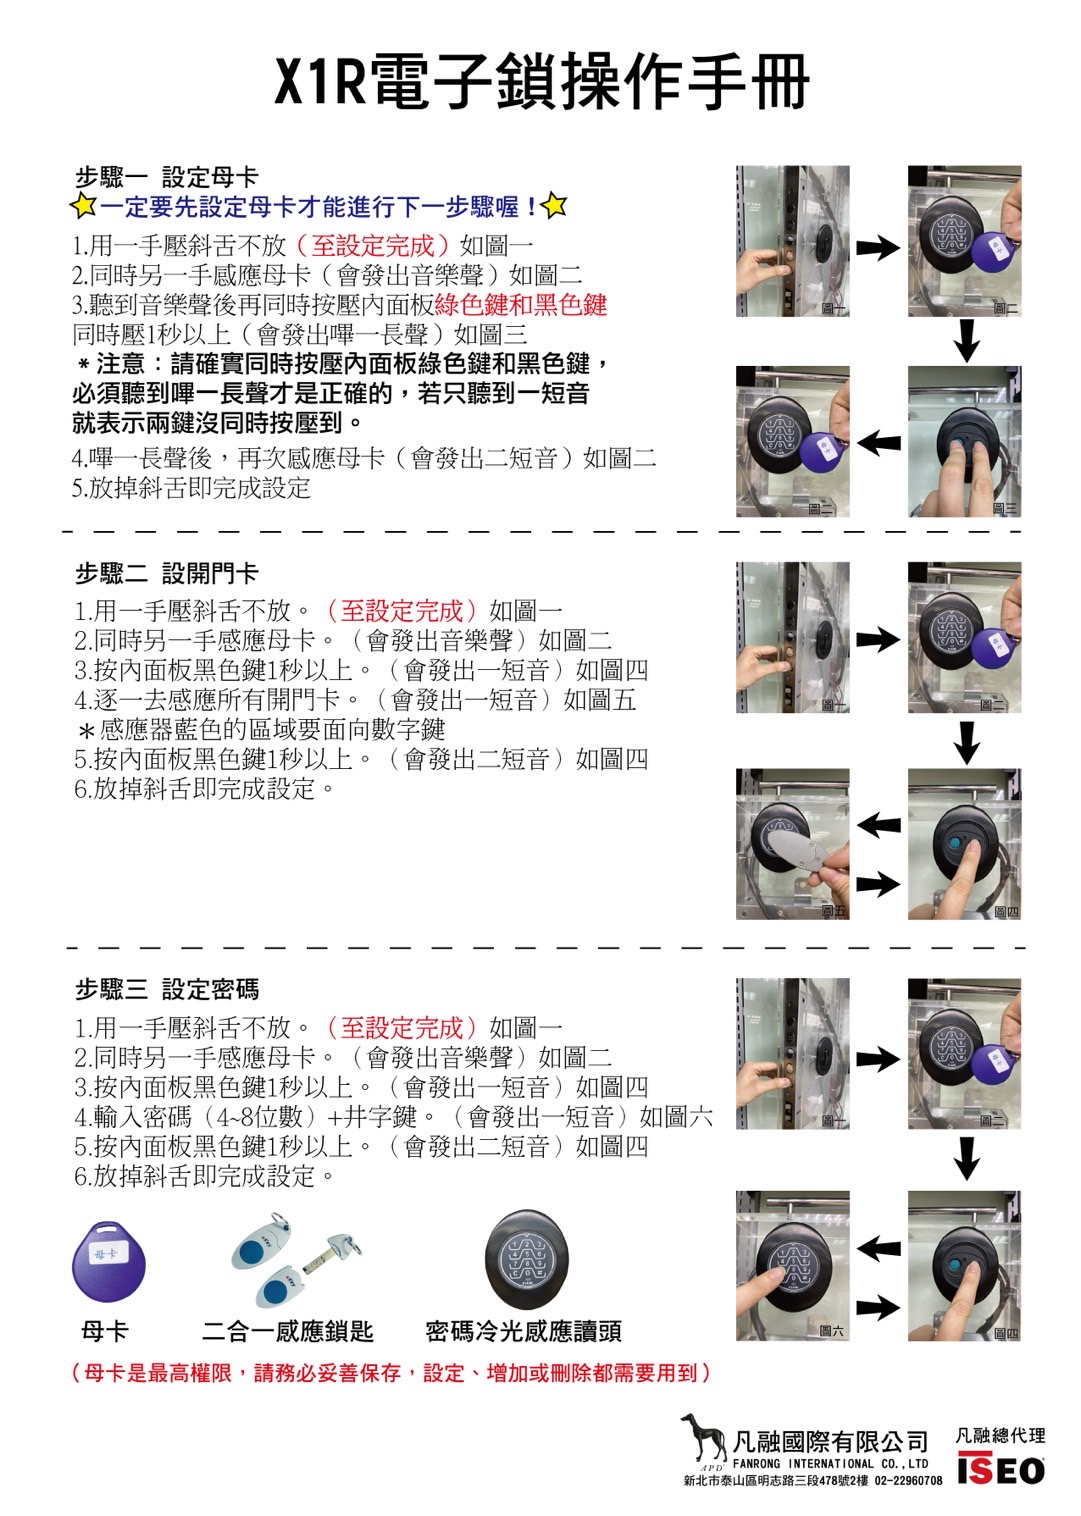 X1R電子鎖操作手冊
步驟一 設定母卡
一定要先設定母卡才能進行下一步驟喔!
1.用一手壓斜舌不放(至設定完成)如圖一
2.同時另一手感應母卡(會發出音樂聲)如圖二
3.聽到音樂聲後再同時按壓內面板綠色鍵和黑色鍵
同時壓1秒以上(會發出嗶一長聲)如圖三
*注意:請確實同時按壓內面板綠色鍵和黑色鍵,
必須聽到嗶一長聲才是正確的,若只聽到一短音
就表示兩鍵沒同時按壓到。
4.嗶一長聲後,再次感應母卡(會發出二短音)如圖二
5.放掉斜舌即完成設定
圖一
圖二
圖二
圖三
步驟二 設開門卡
1.用一手壓斜舌不放。(至設定完成)如圖一
2.同時另一手感應母卡。(會發出音樂聲)如圖二
3.按內面板黑色鍵1秒以上。(會發出一短音)如圖四
4.逐一去感應所有開門卡。(會發出一短音)如圖五
*感應器藍色的區域要面向數字鍵
5.按內面板黑色鍵1秒以上。(會發出二短音)如圖四
6.放掉斜舌即完成設定。
圖一
圖二
圖五
圖四
步驟三 設定密碼
1.用一手壓斜舌不放。(至設定完成)如圖一
2.同時另一手感應母卡。(會發出音樂聲)如圖二
3.按內面板黑色鍵1秒以上。(會發出一短音)如圖四
4.輸入密碼(4~8位數)+井字鍵。(會發出一短音)如圖六
5.按內面板黑色鍵1秒以上。(會發出二短音)如圖四
6.放掉斜舌即完成設定。
圖一
圖二
圖六
圖四
母卡
母卡
二合一感應鎖匙
密碼冷光感應讀頭
(母卡是最高權限,請務必妥善保存,設定、增加或刪除都需要用到)
APD
凡融國際有限公司
FANRONG INTERNATIONAL CO.,LTD
新北市泰山區明志路三段478號2樓 02-22960708
凡融總代理
ISEO